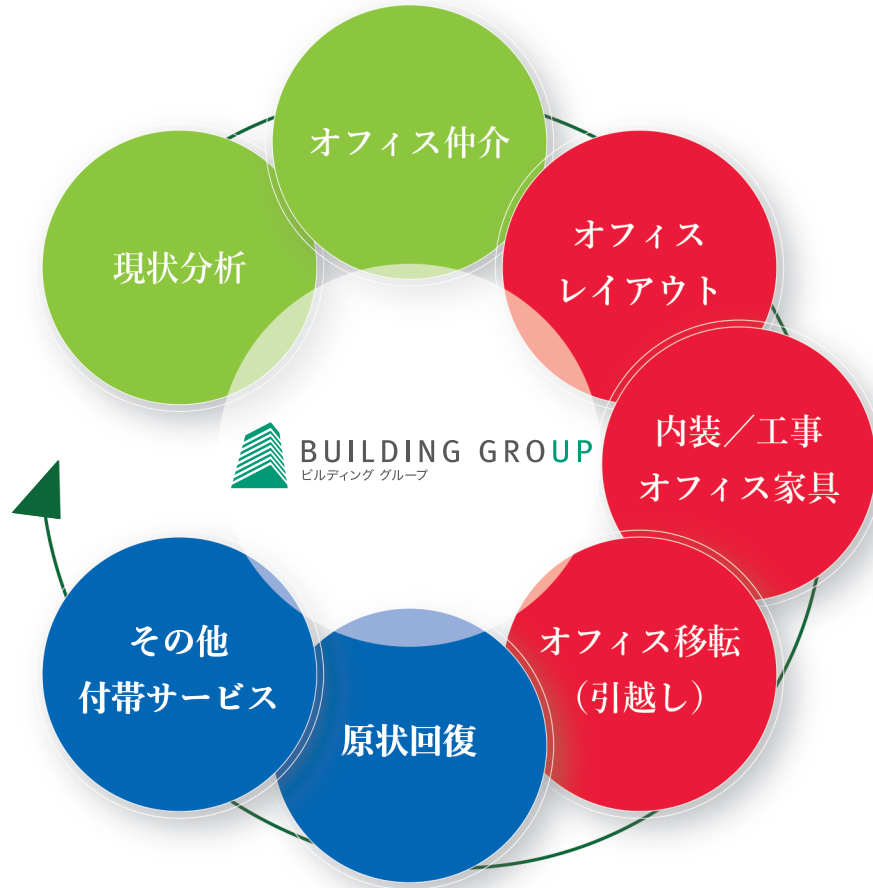 現状分析
オフィス仲介
オフィス
レイアウト
内装／工事
オフィス家具
オフィス移転
（引越し）
原状回復
その他
付帯サービス
BUILDING GROUP
ビルディング グループ